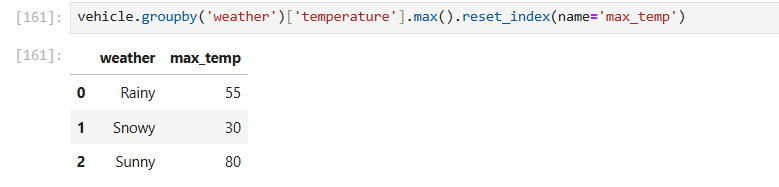 [161]: vehicle.groupby('weather')['temperature'].max().reset_index(name='max_temp')
[161]:
weather max_temp
0 Rainy 55
1 Snowy 30
2 Sunny 80